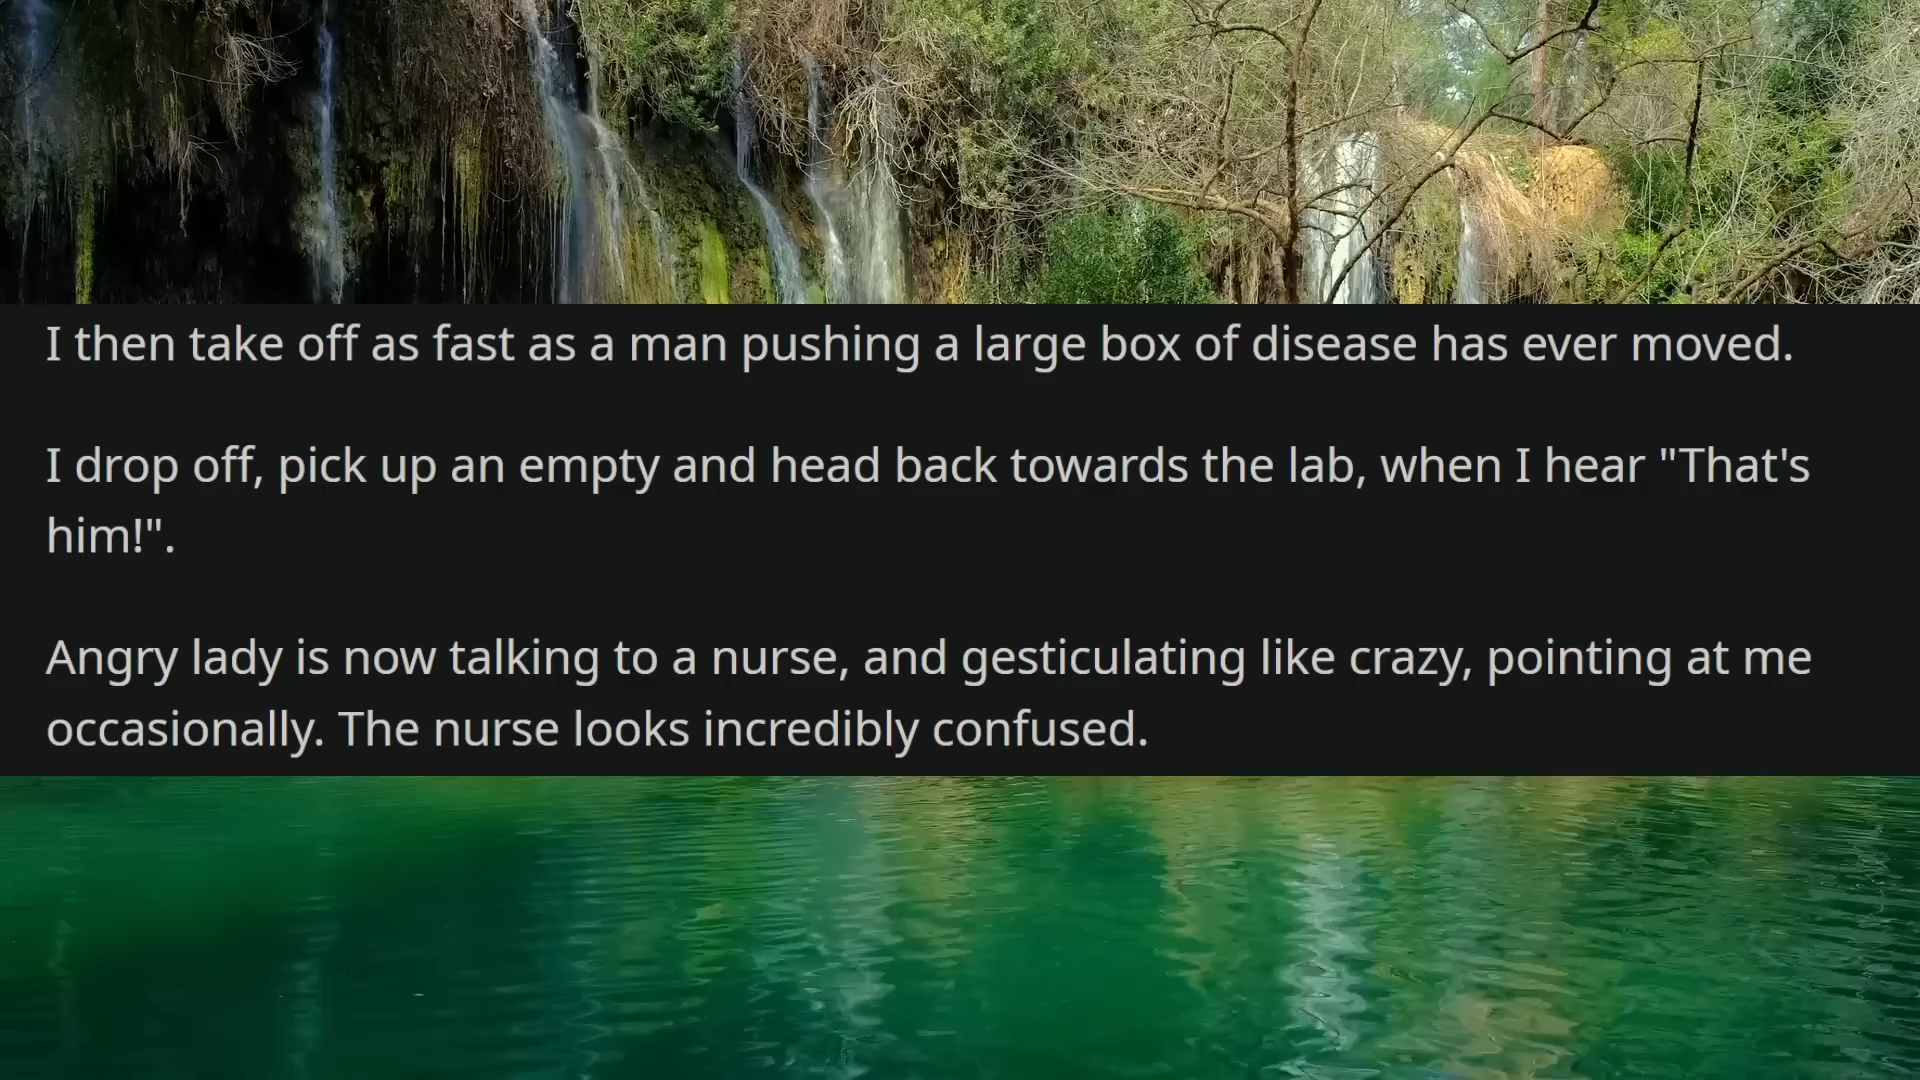 I then take off as fast as a man pushing a large box of disease has ever moved.
I drop off, pick up an empty and head back towards the lab, when I hear "That's
him!".
Angry lady is now talking to a nurse, and gesticulating like crazy, pointing at me
occasionally. The nurse looks incredibly confused.